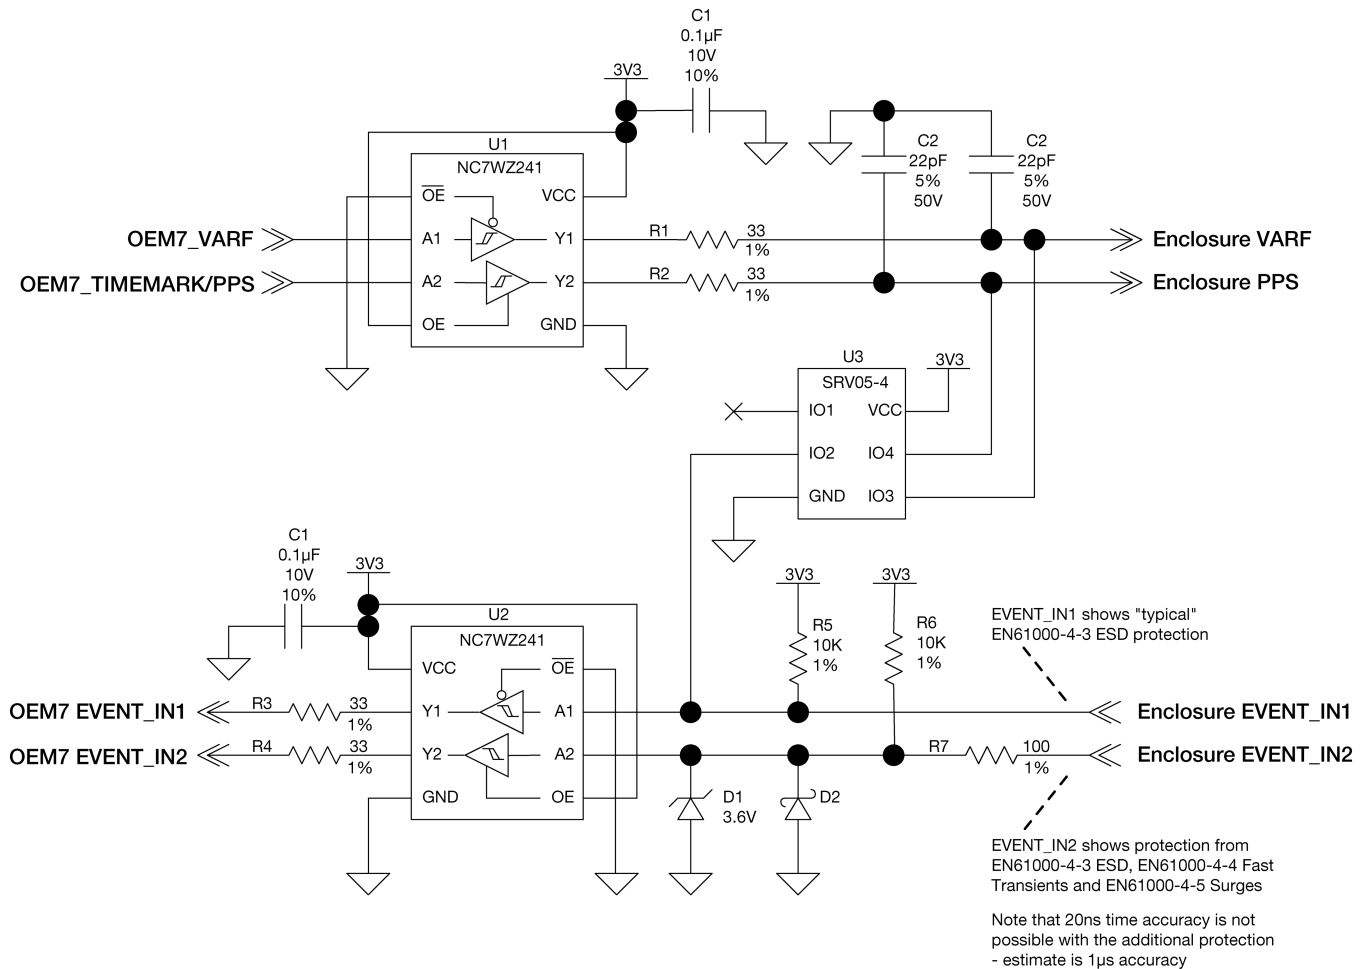 C1
0.1µF
10V
10%
3V3
U1
NC7WZ241
OE VCC
A1 Y1
A2 Y2
OE GND
OEM7_VARF
OEM7_TIMEMARK/PPS
R1 33
1%
R2 33
1%
C2
22pF
5%
50V
C2
22pF
5%
50V
Enclosure VARF
Enclosure PPS
U3
SRV05-4
3V3
IO1 VCC
IO2 IO4
GND IO3
C1
0.1µF
10V
10%
3V3
U2
NC7WZ241
VCC OE
Y1 A1
Y2 A2
GND OE
OEM7 EVENT_IN1
OEM7 EVENT_IN2
R3 33
1%
R4 33
1%
3V3
R5
10K
1%
3V3
R6
10K
1%
EVENT_IN1 shows "typical"
EN61000-4-3 ESD protection
Enclosure EVENT_IN1
R7 100
1%
Enclosure EVENT_IN2
D1
3.6V
D2
EVENT_IN2 shows protection from
EN61000-4-3 ESD, EN61000-4-4 Fast
Transients and EN61000-4-5 Surges
Note that 20ns time accuracy is not
possible with the additional protection
- estimate is 1µs accuracy